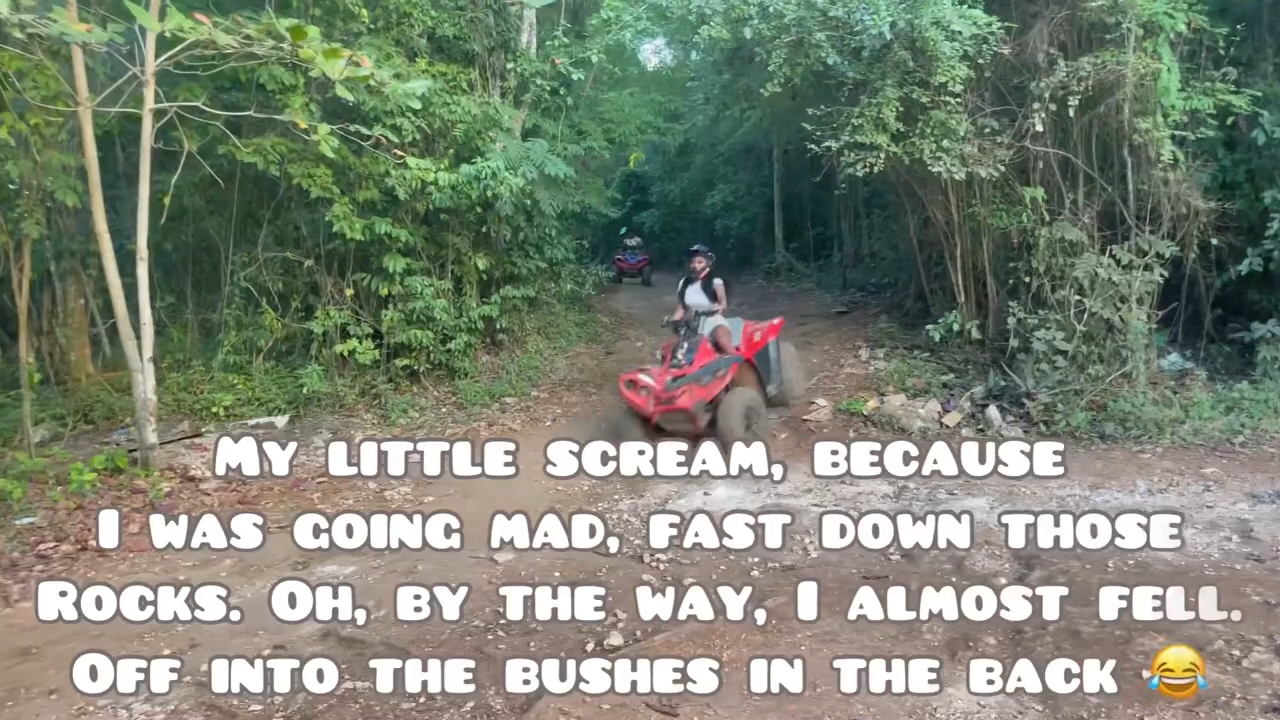 My little scream, because
I was going mad, fast down those
Rocks. Oh, by the way, I almost fell.
Off into the bushes in the back 😂